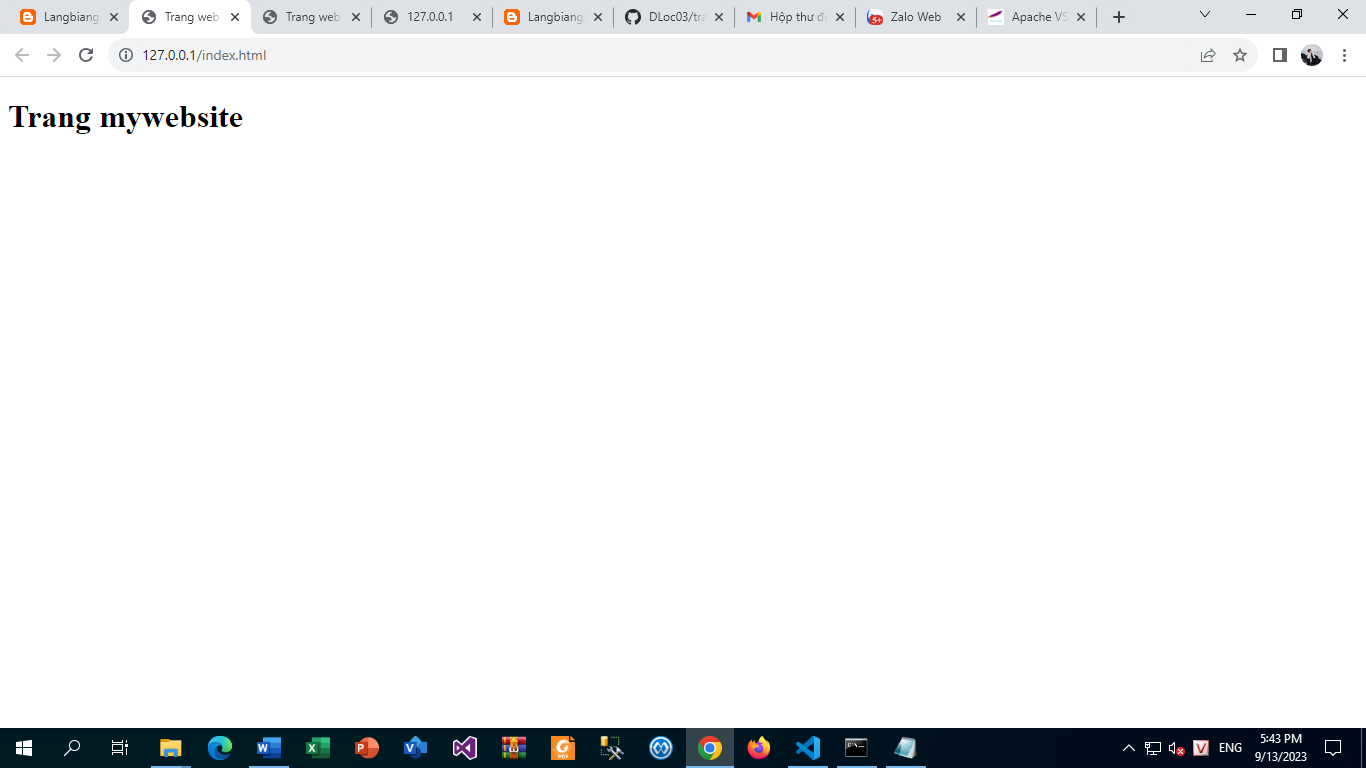 Langbiang
Trang web
Trang web
127.0.0.1
Langbiang
DLoc03/tra
Hộp thư đ
Zalo Web
Apache VS
127.0.0.1/index.html
Trang mywebsite
5:43 PM
ENG
9/13/2023